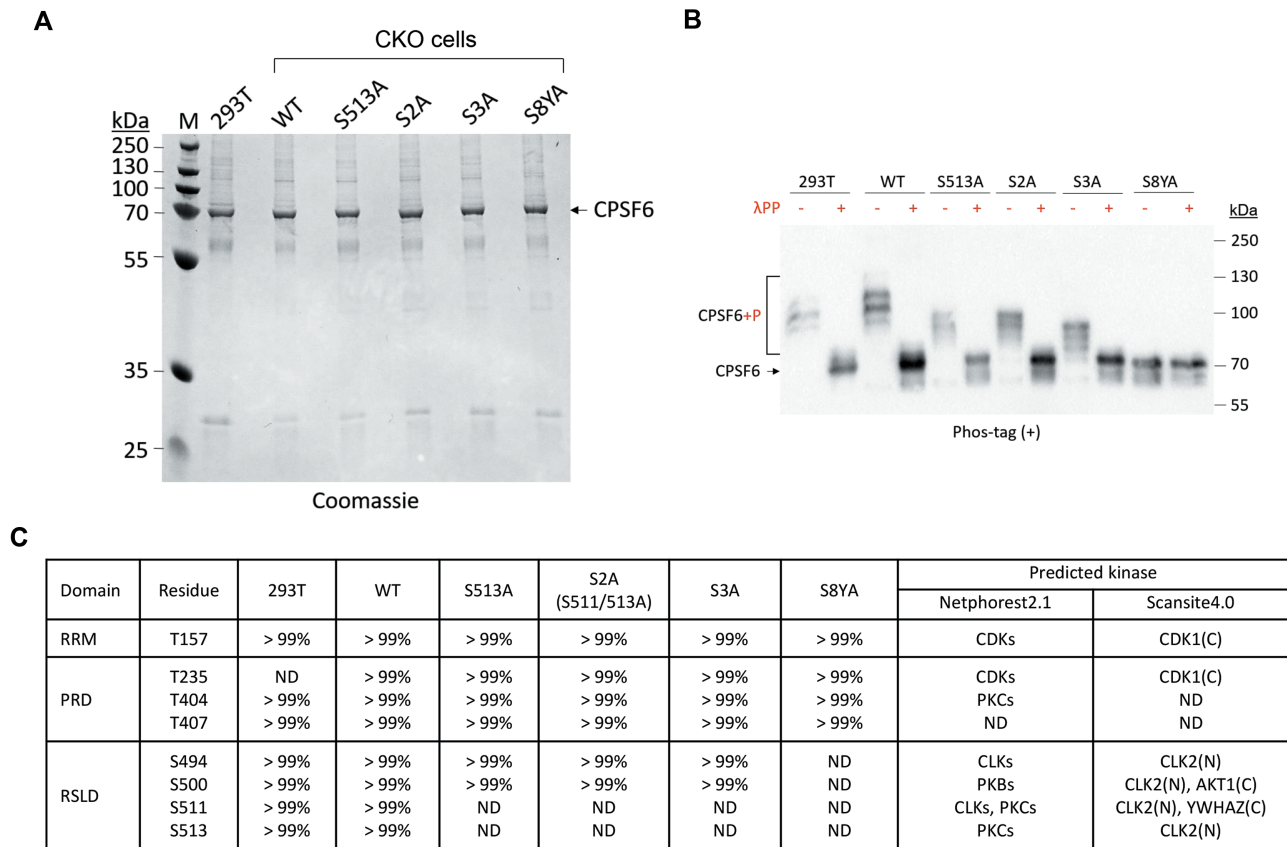 A
CKO cells
kDa M 293T WT S513A S2A S3A S8YA
250
130
100
70
55
35
25
CPSF6
Coomassie
B
293T WT S513A S2A S3A S8YA
λPP - + - + - + - + - + - + kDa
250
130
100
70
55
CPSF6+P
CPSF6
Phos-tag (+)
C
Domain Residue 293T WT S513A S2A (S511/513A) S3A S8YA Predicted kinase
Netphorest2.1 Scansite4.0
RRM T157 > 99% > 99% > 99% > 99% > 99% > 99% CDKs CDK1(C)
PRD T235 ND > 99% > 99% > 99% > 99% > 99% CDKs CDK1(C)
T404 > 99% > 99% > 99% > 99% > 99% > 99% PKCs ND
T407 > 99% > 99% > 99% > 99% > 99% > 99% ND ND
RSLD S494 > 99% > 99% > 99% > 99% > 99% ND CLKs CLK2(N)
S500 > 99% > 99% > 99% > 99% > 99% ND PKBs CLK2(N), AKT1(C)
S511 > 99% > 99% ND ND ND ND CLKs, PKCs CLK2(N), YWHAZ(C)
S513 > 99% > 99% ND ND ND ND PKCs CLK2(N)